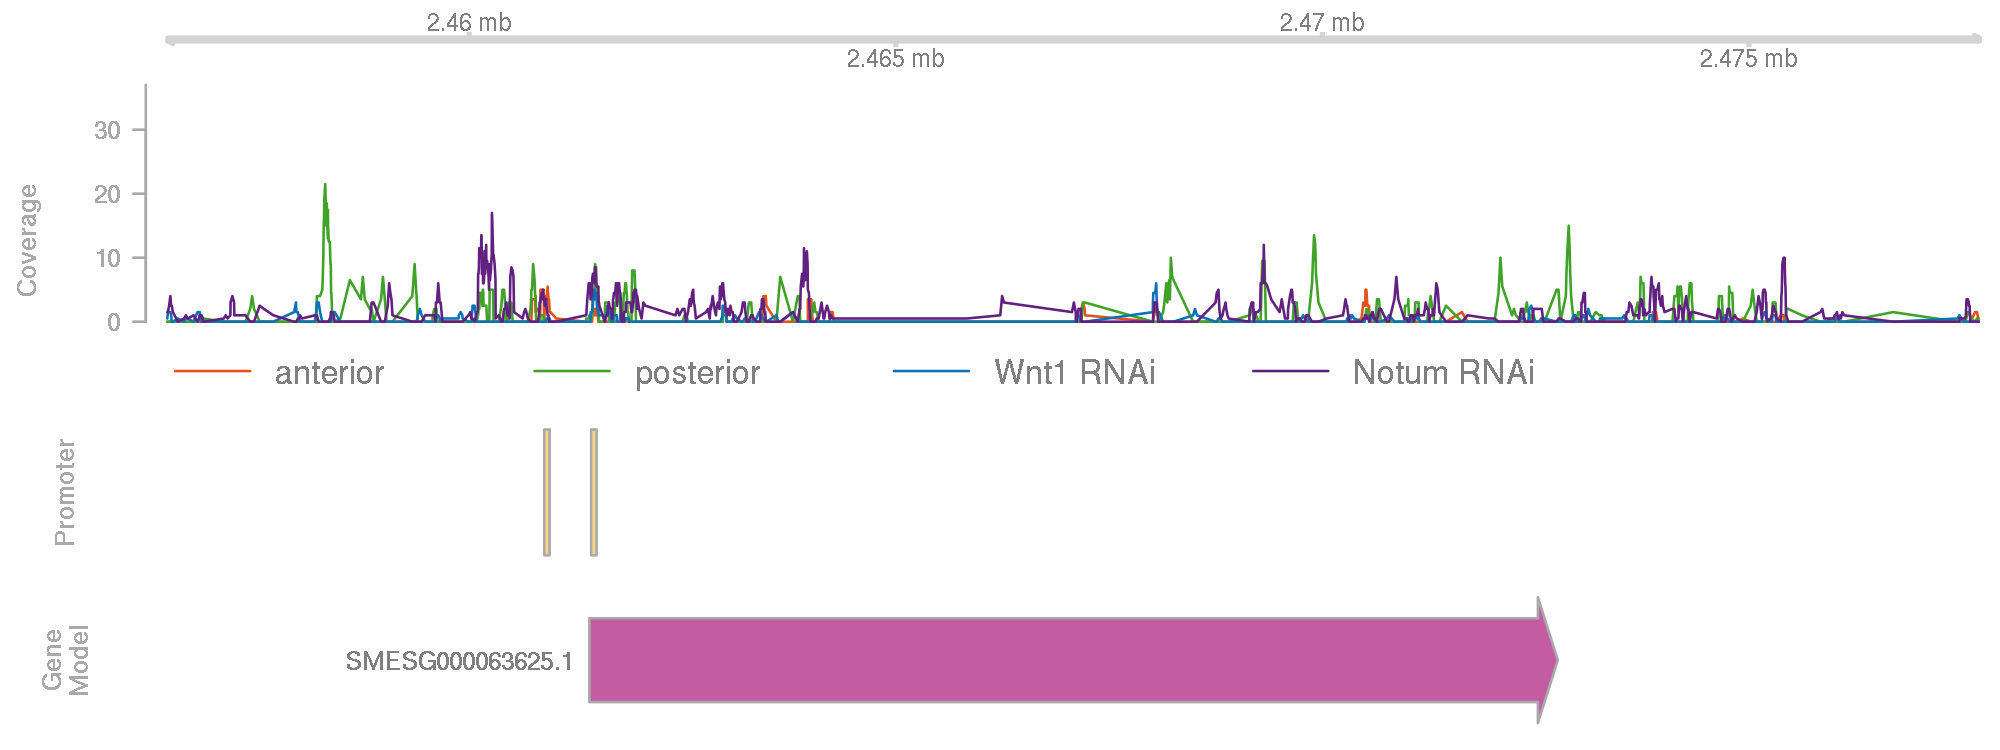 2.46 mb
2.47 mb
2.465 mb
2.475 mb
Coverage
30
20
10
0
anterior
posterior
Wnt1 RNAi
Notum RNAi
Promoter
Gene
Model
SMESG000063625.1